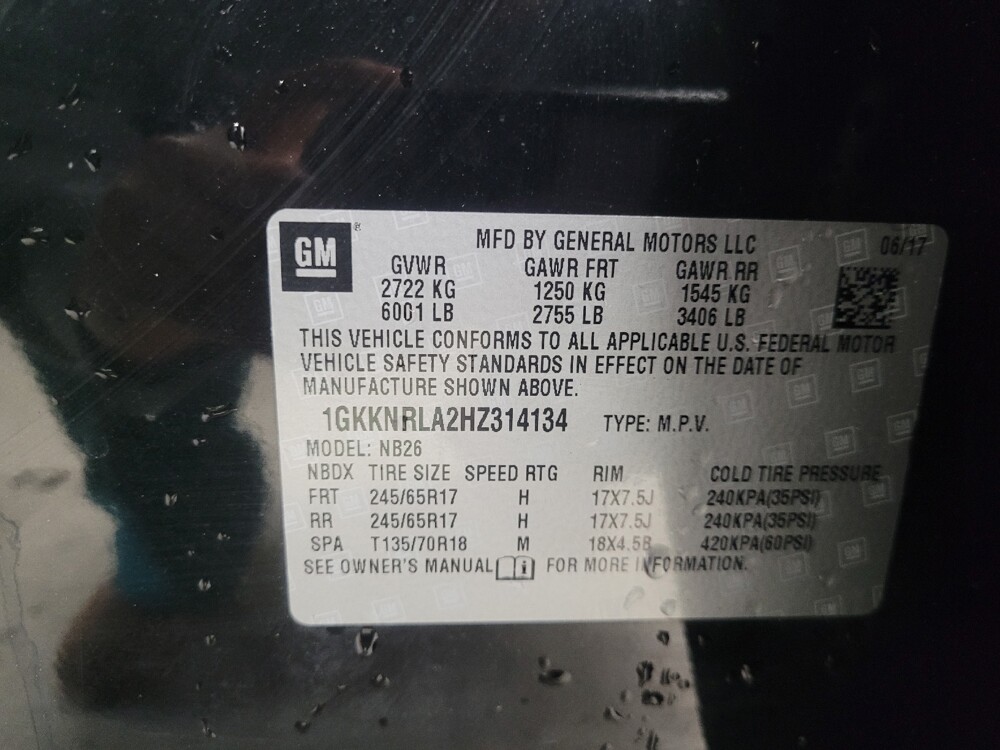 GM
MFD BY GENERAL MOTORS LLC 06/17
GVWR GAWR FRT GAWR RR
2722 KG 1250 KG 1545 KG
6001 LB 2755 LB 3406 LB
THIS VEHICLE CONFORMS TO ALL APPLICABLE U.S. FEDERAL MOTOR
VEHICLE SAFETY STANDARDS IN EFFECT ON THE DATE OF
MANUFACTURE SHOWN ABOVE.
1GKKNRLA2HZ314134 TYPE: M.P.V.
MODEL: NB26
NBDX TIRE SIZE SPEED RTG RIM COLD TIRE PRESSURE
FRT 245/65R17 H 17X7.5J 240KPA(35PSI)
RR 245/65R17 H 17X7.5J 240KPA(35PSI)
SPA T135/70R18 M 18X4.5B 420KPA(60PSI)
SEE OWNER'S MANUAL FOR MORE INFORMATION.